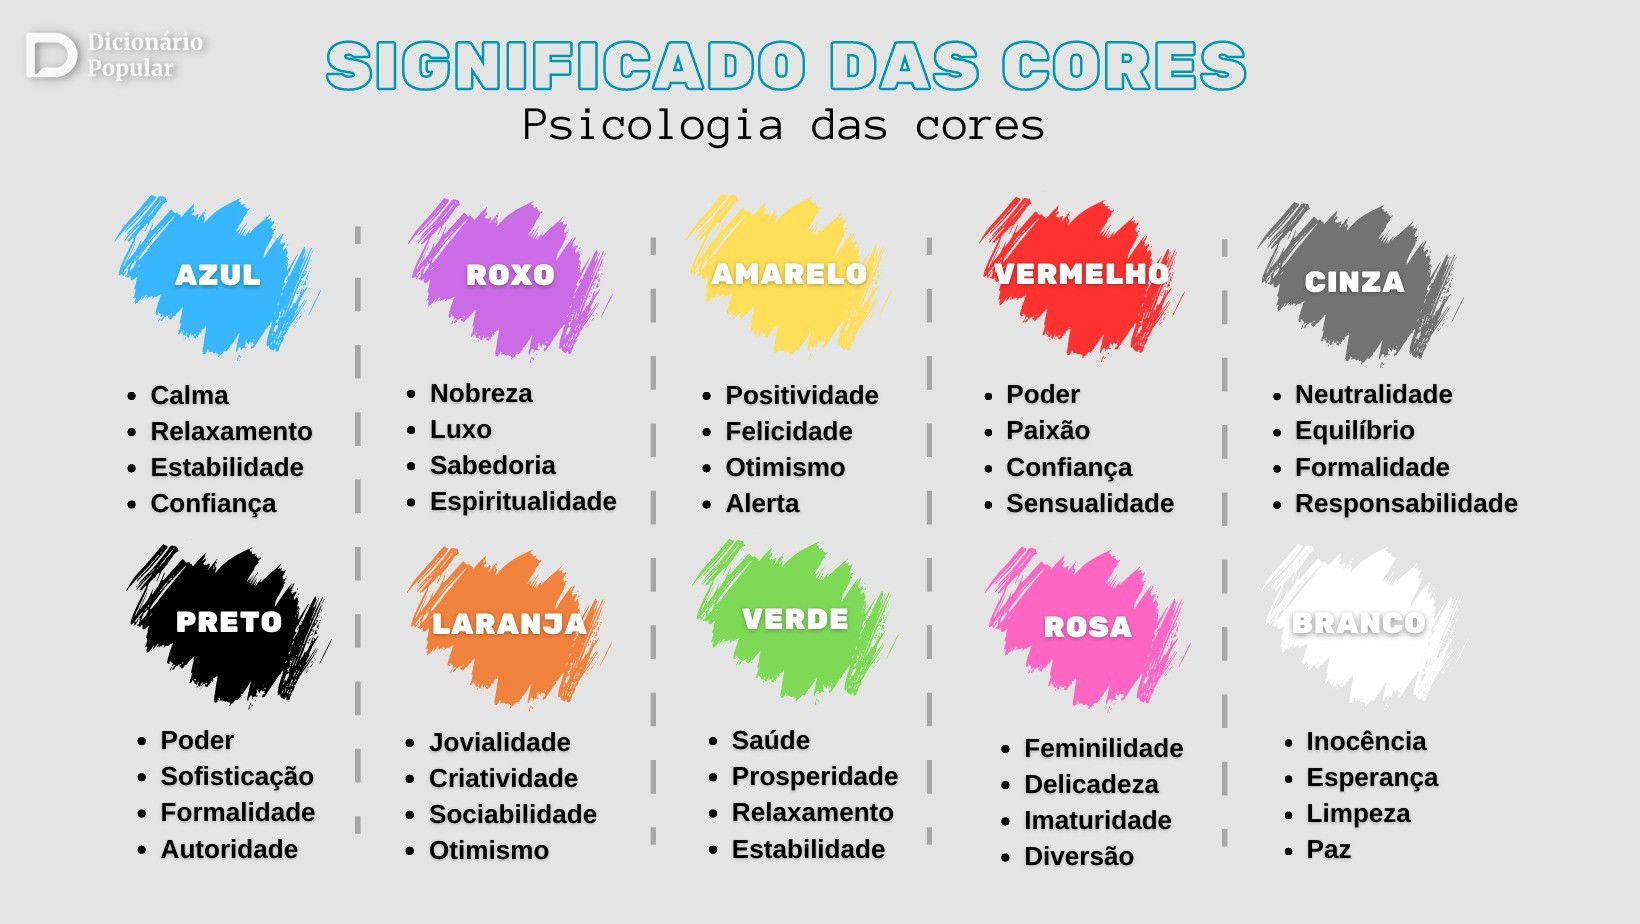 Dicionário
Popular
SIGNIFICADO DAS CORES
Psicologia das cores
AZUL
• Calma
• Relaxamento
• Estabilidade
• Confiança
ROXO
• Nobreza
• Luxo
• Sabedoria
• Espiritualidade
AMARELO
• Positividade
• Felicidade
• Otimismo
• Alerta
VERMELHO
• Poder
• Paixão
• Confiança
• Sensualidade
CINZA
• Neutralidade
• Equilíbrio
• Formalidade
• Responsabilidade
PRETO
• Poder
• Sofisticação
• Formalidade
• Autoridade
LARANJA
• Jovialidade
• Criatividade
• Sociabilidade
• Otimismo
VERDE
• Saúde
• Prosperidade
• Relaxamento
• Estabilidade
ROSA
• Feminilidade
• Delicadeza
• Imaturidade
• Diversão
BRANCO
• Inocência
• Esperança
• Limpeza
• Paz